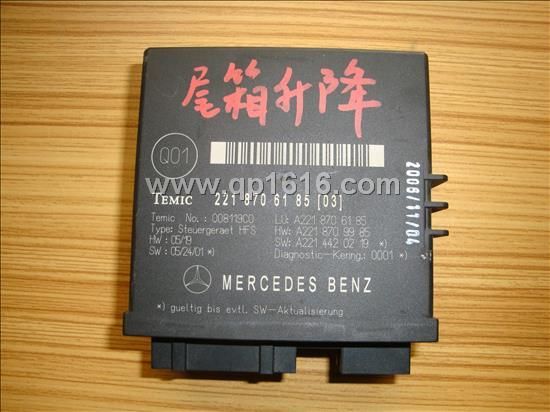 尾箱升降
Q01
www.qp1616.com
TEMIC 221 870 61 85 [03]
Temic No.: 008119C0 LU: A221 870 61 85
Type: Steuergeraet HFS HW: A221 870 99 85
HW : 05/19 SW: A221 442 02 19 *)
SW : 05/24/01 *) Diagnostic-Kenng.: 0001 *)
MERCEDES BENZ
*) gueltig bis evtl. SW-Aktualisierung
2006/11/04